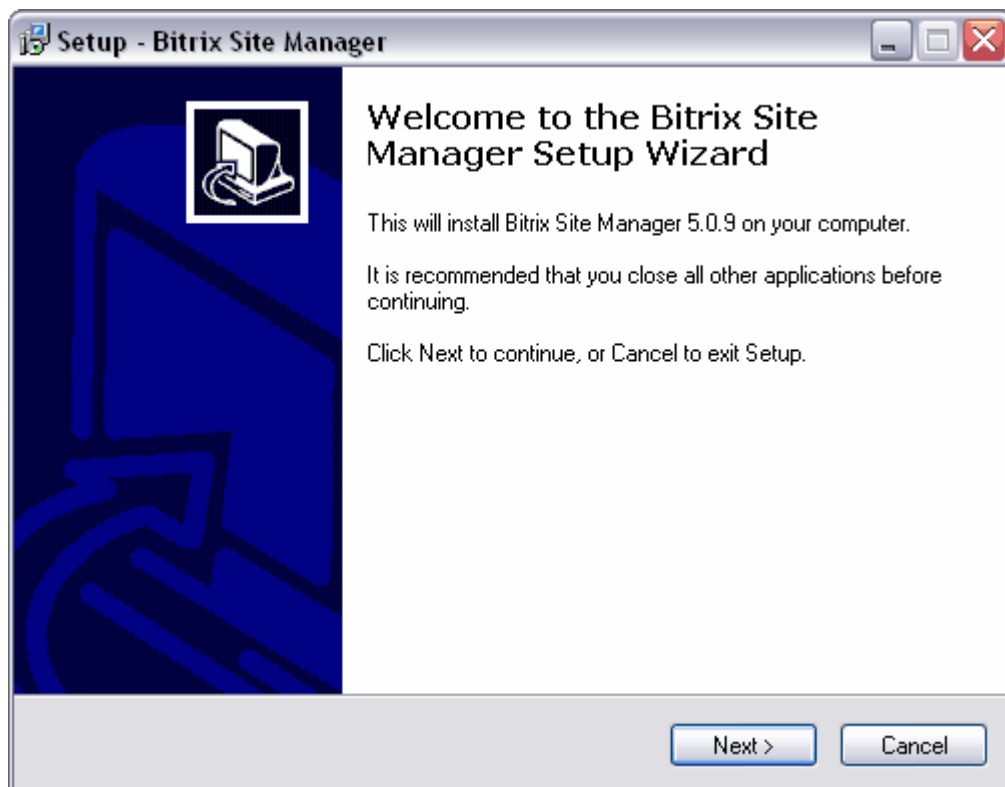 Setup - Bitrix Site Manager
Welcome to the Bitrix Site
Manager Setup Wizard
This will install Bitrix Site Manager 5.0.9 on your computer.
It is recommended that you close all other applications before
continuing.
Click Next to continue, or Cancel to exit Setup.
Next >
Cancel